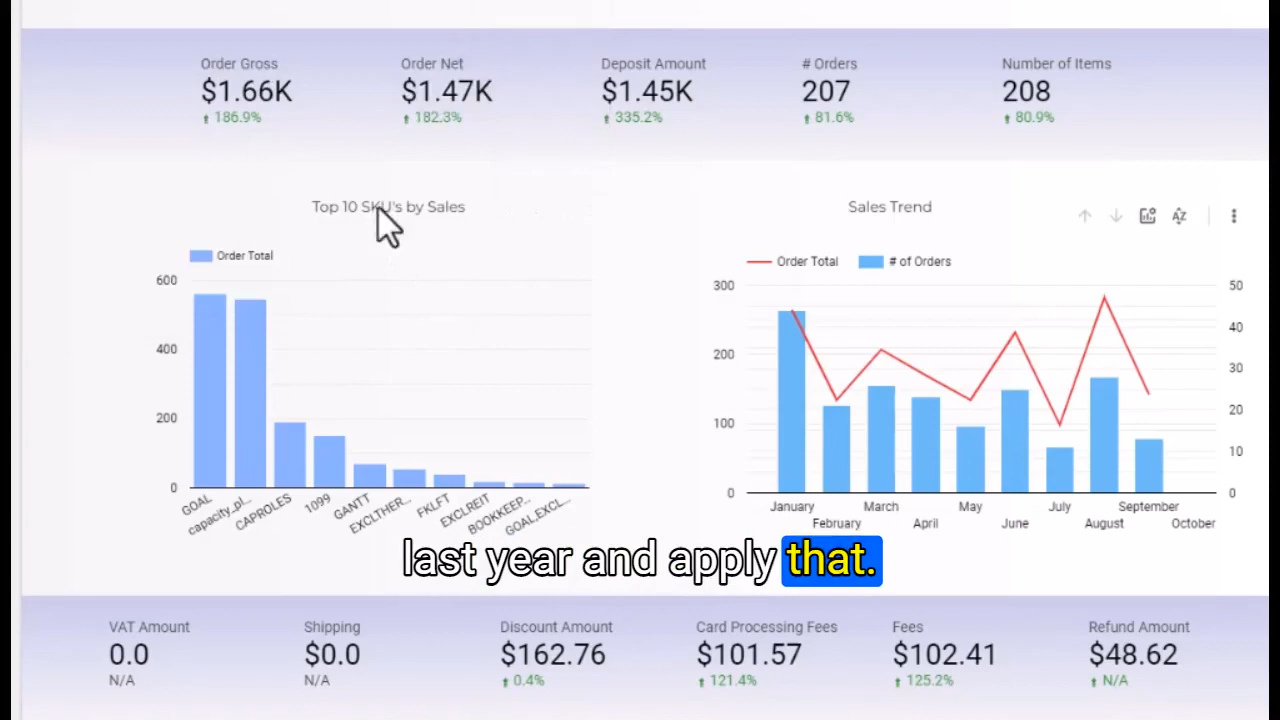 Order Gross
$1.66K
186.9%
Order Net
$1.47K
182.3%
Deposit Amount
$1.45K
335.2%
# Orders
207
81.6%
Number of Items
208
80.9%
Top 10 SKU's by Sales
Order Total
600
400
200
0
GOAL
capacity_pl...
CAPROLES
1099
GANTT
EXCLTHER...
FKLFT
EXCLREIT
BOOKKEEP...
GOAL,EXCL...
Sales Trend
Order Total
# of Orders
300
200
100
0
50
40
30
20
10
0
January
February
March
April
May
June
July
August
September
October
last year and apply that.
VAT Amount
0.0
N/A
Shipping
$0.0
N/A
Discount Amount
$162.76
0.4%
Card Processing Fees
$101.57
121.4%
Fees
$102.41
125.2%
Refund Amount
$48.62
N/A